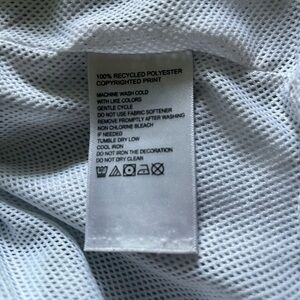 100% RECYCLED POLYESTER
COPYRIGHTED PRINT
MACHINE WASH COLD
WITH LIKE COLORS
GENTLE CYCLE
DO NOT USE FABRIC SOFTENER
REMOVE PROMPTLY AFTER WASHING
NON CHLORINE BLEACH
IF NEEDED
TUMBLE DRY LOW
COOL IRON
DO NOT IRON THE DECORATION
DO NOT DRY CLEAN